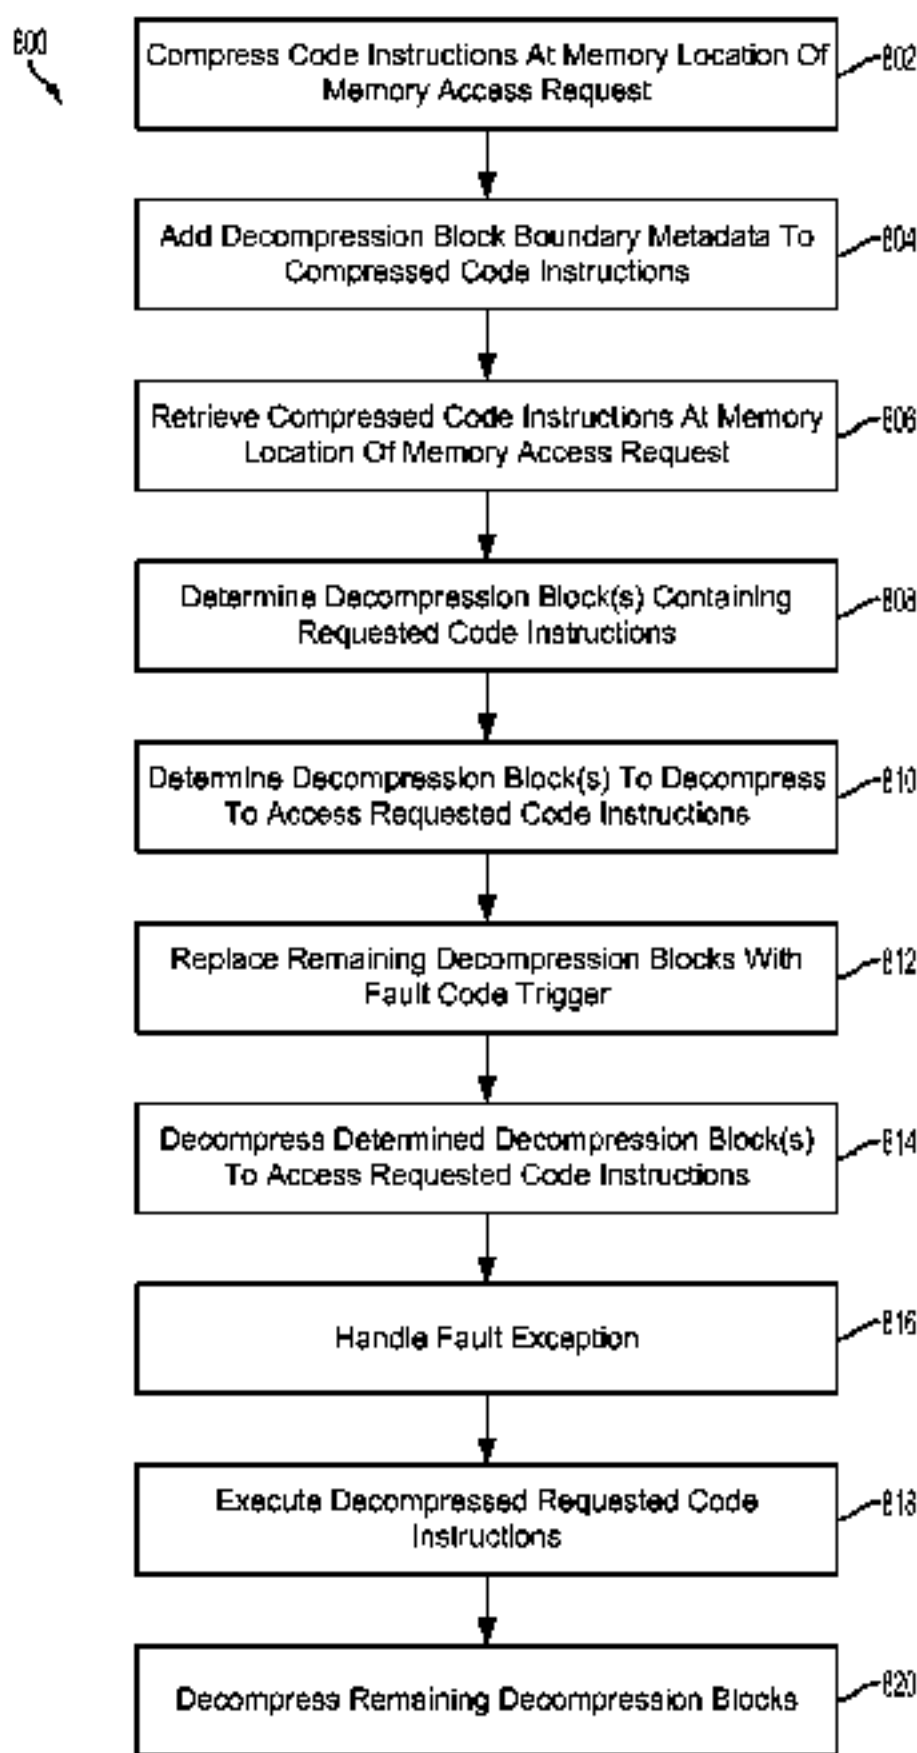 800
Compress Code Instructions At Memory Location Of
Memory Access Request
802
Add Decompression Block Boundary Metadata To
Compressed Code Instructions
804
Retrieve Compressed Code Instructions At Memory
Location Of Memory Access Request
806
Determine Decompression Block(s) Containing
Requested Code Instructions
808
Determine Decompression Block(s) To Decompress
To Access Requested Code Instructions
810
Replace Remaining Decompression Blocks With
Fault Code Trigger
812
Decompress Determined Decompression Block(s)
To Access Requested Code Instructions
814
Handle Fault Exception
816
Execute Decompressed Requested Code
Instructions
818
Decompress Remaining Decompression Blocks
820